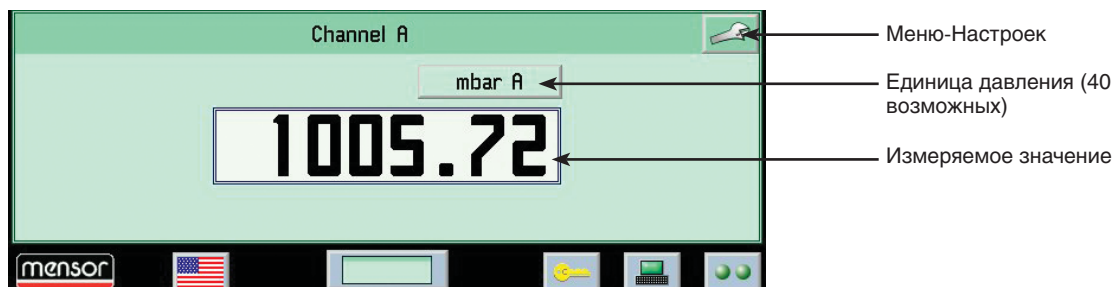 Channel A
Меню-Настроек
mbar A
Единица давления (40
возможных)
1005.72
Измеряемое значение
mensor